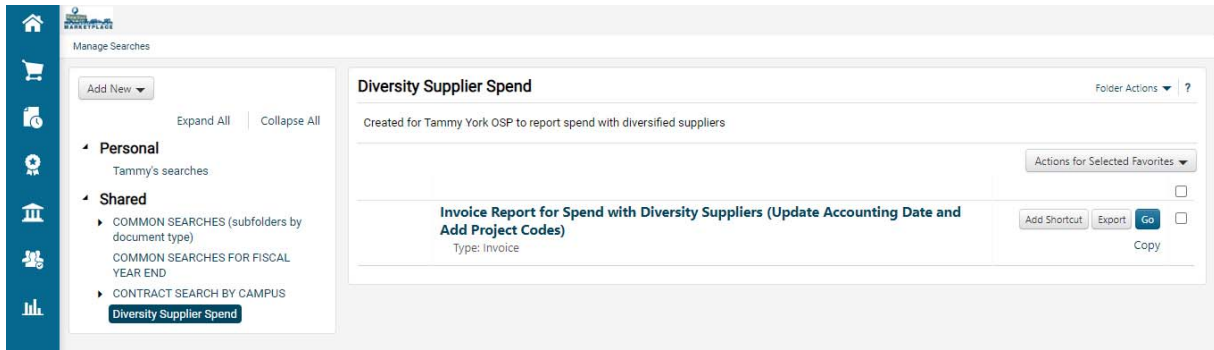 MARKETPLACE
Manage Searches
Add New
Expand All
Collapse All
Personal
Tammy's searches
Shared
COMMON SEARCHES (subfolders by
document type)
COMMON SEARCHES FOR FISCAL
YEAR END
CONTRACT SEARCH BY CAMPUS
Diversity Supplier Spend
Diversity Supplier Spend
Folder Actions
?
Created for Tammy York OSP to report spend with diversified suppliers
Actions for Selected Favorites
Invoice Report for Spend with Diversity Suppliers (Update Accounting Date and
Add Project Codes)
Type: Invoice
Add Shortcut
Export
Go
Copy